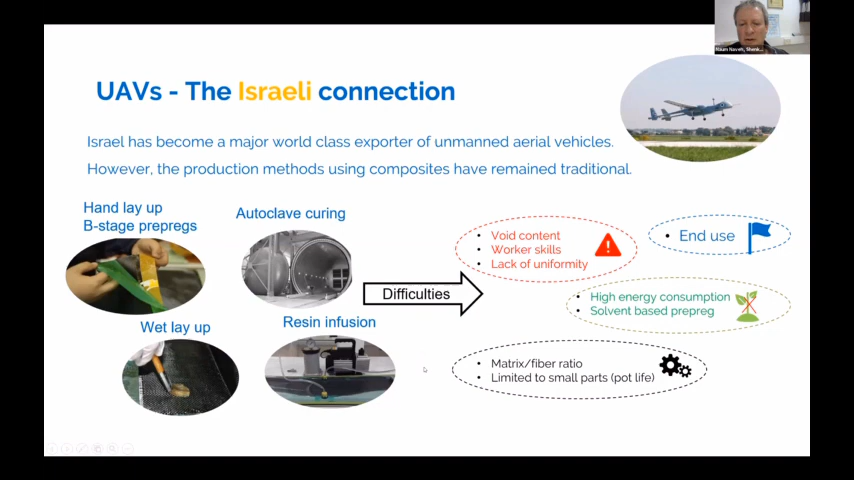 Naum Naveh, Shenk...
UAVs - The Israeli connection
Israel has become a major world class exporter of unmanned aerial vehicles.
However, the production methods using composites have remained traditional.
Hand lay up
B-stage prepregs
Autoclave curing
Wet lay up
Resin infusion
Difficulties
• Void content
• Worker skills
• Lack of uniformity
• End use
• High energy consumption
• Solvent based prepreg
• Matrix/fiber ratio
• Limited to small parts (pot life)